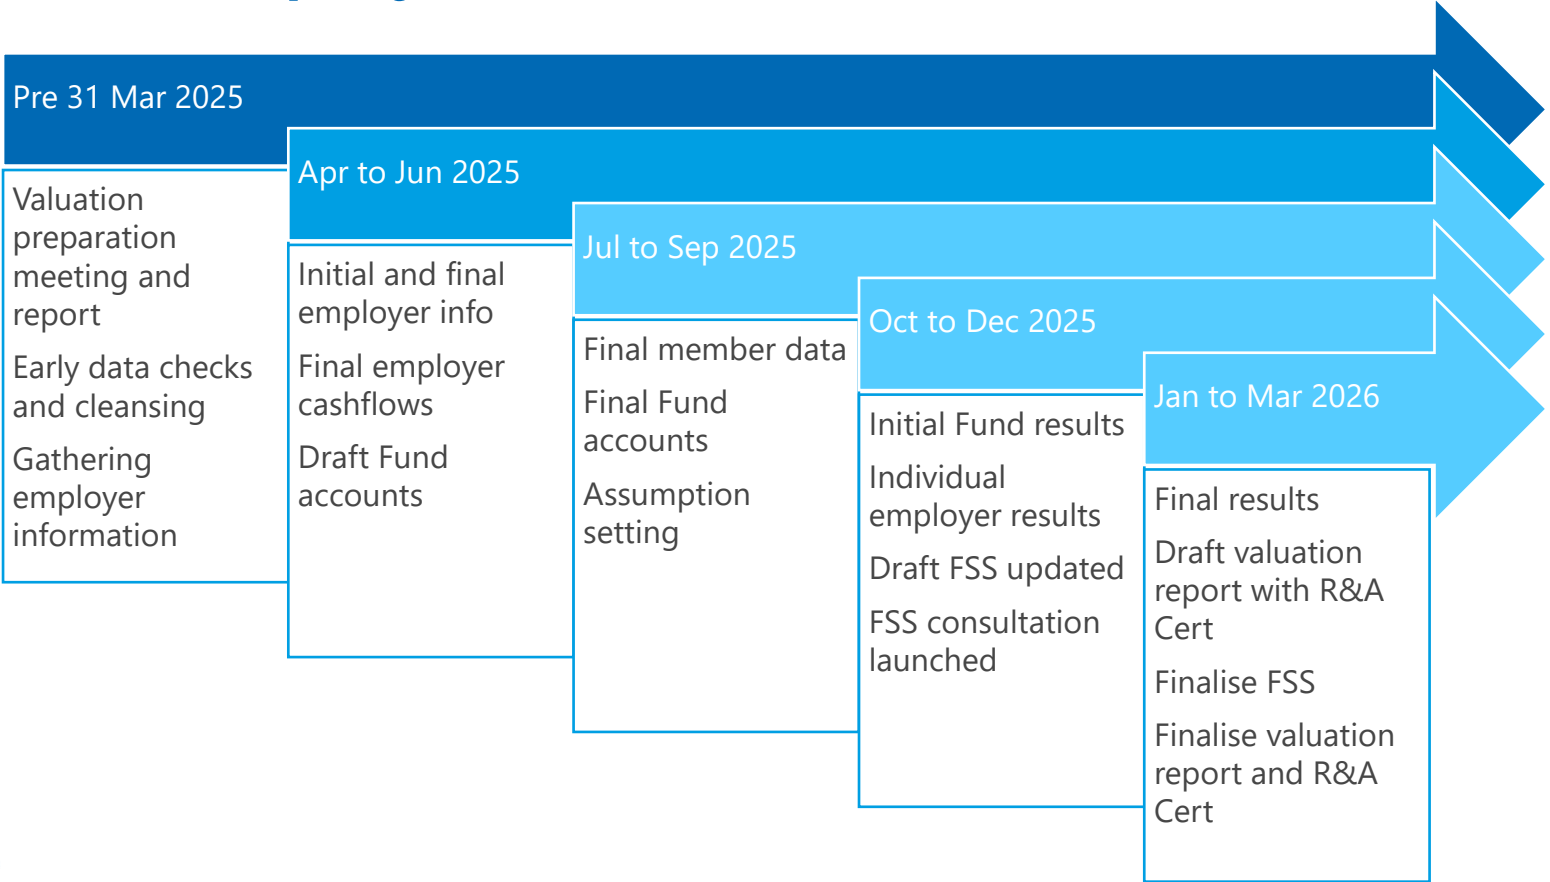 Pre 31 Mar 2025
Valuation
preparation
meeting and
report
Early data checks
and cleansing
Gathering
employer
information
Apr to Jun 2025
Initial and final
employer info
Final employer
cashflows
Draft Fund
accounts
Jul to Sep 2025
Final member data
Final Fund
accounts
Assumption
setting
Oct to Dec 2025
Initial Fund results
Individual
employer results
Draft FSS updated
FSS consultation
launched
Jan to Mar 2026
Final results
Draft valuation
report with R&A
Cert
Finalise FSS
Finalise valuation
report and R&A
Cert